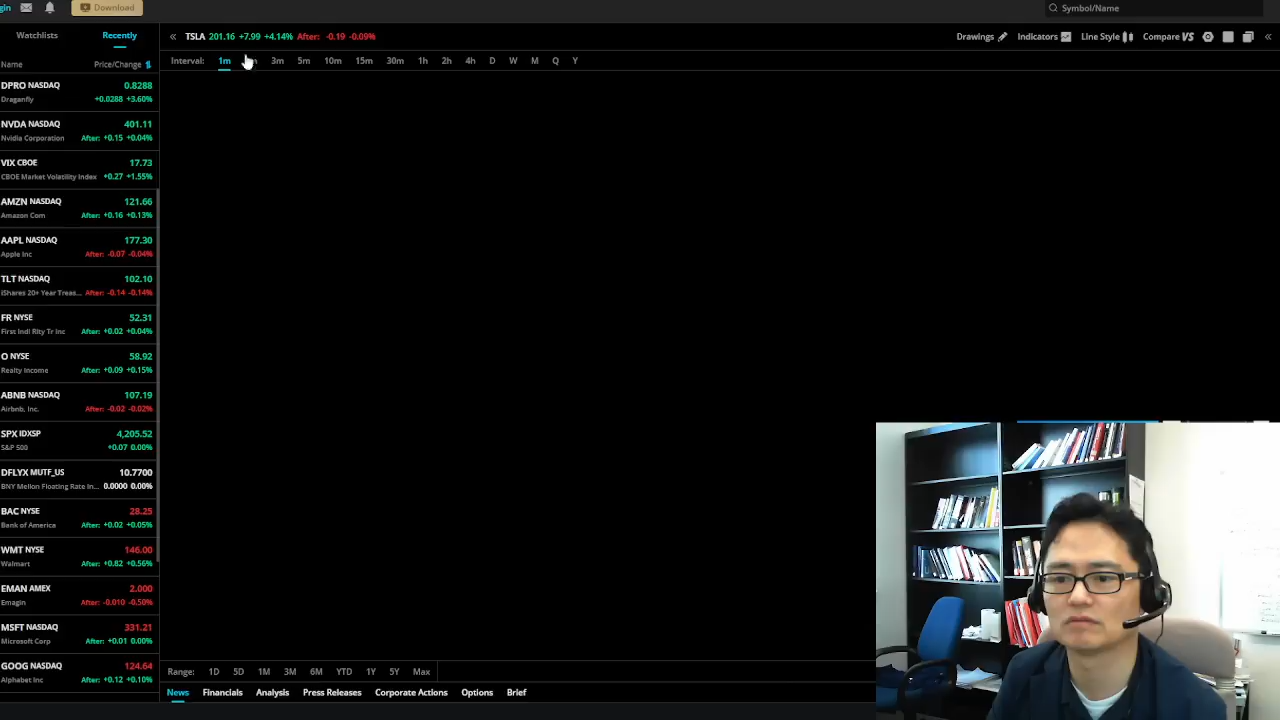 gin
Download
Symbol/Name
Watchlists
Recently
Name
Price/Change
TSLA 201.16 +7.99 +4.14% After: -0.19 -0.09%
Drawings
Indicators
Line Style
Compare VS
Interval: 1m
3m 5m 10m 15m 30m 1h 2h 4h D W M Q Y
DPRO NASDAQ 0.8288
Draganfly +0.0288 +3.60%
NVDA NASDAQ 401.11
Nvidia Corporation After: +0.15 +0.04%
VIX CBOE 17.73
CBOE Market Volatility Index +0.27 +1.55%
AMZN NASDAQ 121.66
Amazon Com After: +0.16 +0.13%
AAPL NASDAQ 177.30
Apple Inc After: -0.07 -0.04%
TLT NASDAQ 102.10
iShares 20+ Year Treas... After: -0.14 -0.14%
FR NYSE 52.31
First Indl Rlty Tr Inc After: +0.02 +0.04%
O NYSE 58.92
Realty Income After: +0.09 +0.15%
ABNB NASDAQ 107.19
Airbnb, Inc. After: -0.02 -0.02%
SPX IDXSP 4,205.52
S&P 500 +0.07 0.00%
DFLYX MUTF_US 10.7700
BNY Mellon Floating Rate In... 0.0000 0.00%
BAC NYSE 28.25
Bank of America After: +0.02 +0.05%
WMT NYSE 146.00
Walmart After: +0.82 +0.56%
EMAN AMEX 2.000
Emagin After: -0.010 -0.50%
MSFT NASDAQ 331.21
Microsoft Corp After: +0.01 0.00%
GOOG NASDAQ 124.64
Alphabet Inc After: +0.12 +0.10%
Range: 1D 5D 1M 3M 6M YTD 1Y 5Y Max
News Financials Analysis Press Releases Corporate Actions Options Brief